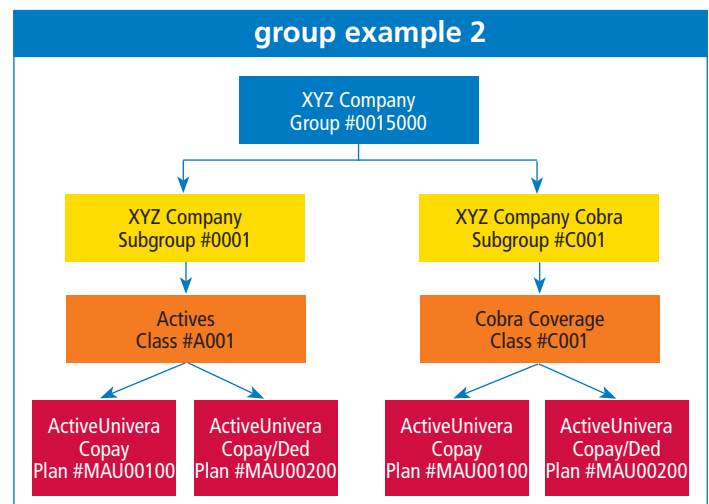 group example 2
XYZ Company
Group #0015000
XYZ Company
Subgroup #0001
XYZ Company Cobra
Subgroup #C001
Actives
Class #A001
Cobra Coverage
Class #C001
ActiveUnivera
Copay
Plan #MAU00100
ActiveUnivera
Copay/Ded
Plan #MAU00200
ActiveUnivera
Copay
Plan #MAU00100
ActiveUnivera
Copay/Ded
Plan #MAU00200